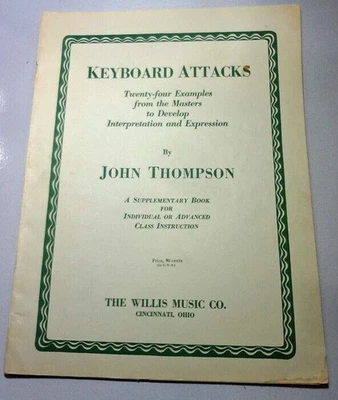 KEYBOARD ATTACKS
Twenty-four Examples
from the Masters
to Develop
Interpretation and Expression
By
JOHN THOMPSON
A SUPPLEMENTARY BOOK
FOR
INDIVIDUAL OR ADVANCED
CLASS INSTRUCTION
Price,
THE WILLIS MUSIC CO.
CINCINNATI, OHIO